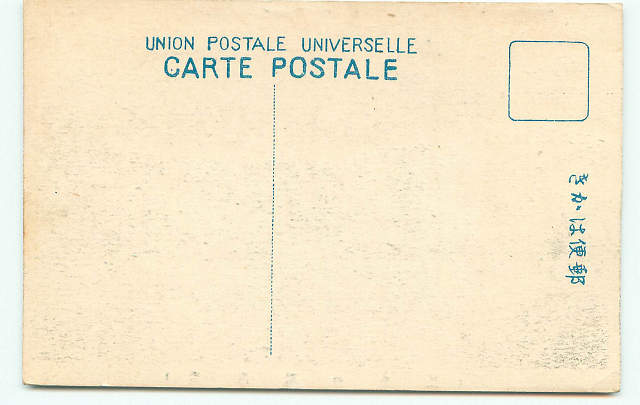 UNION POSTALE UNIVERSELLE
CARTE POSTALE
きかは便郵